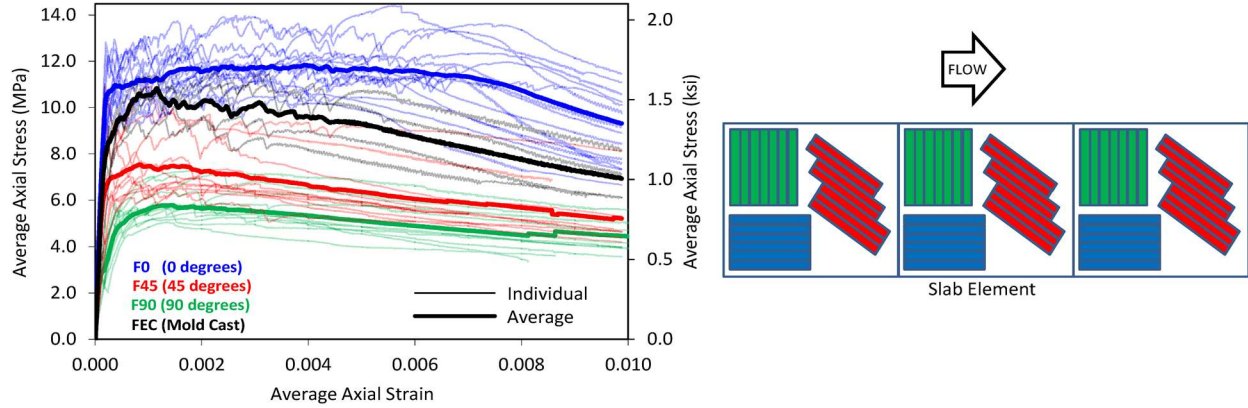 14.0
12.0
10.0
8.0
6.0
4.0
2.0
0.0
Average Axial Stress (MPa)
2.0
1.5
1.0
0.5
0.0
Average Axial Stress (ksi)
F0 (0 degrees)
F45 (45 degrees)
F90 (90 degrees)
FEC (Mold Cast)
Individual
Average
0.000 0.002 0.004 0.006 0.008 0.010
Average Axial Strain
FLOW
Slab Element